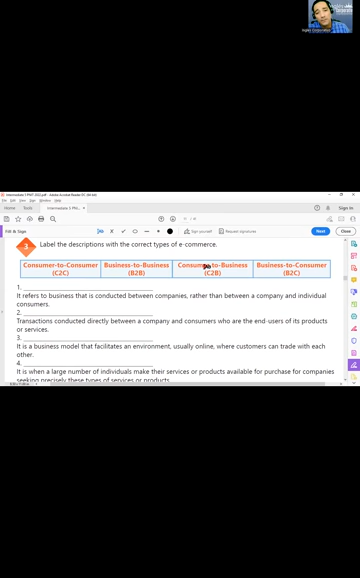 Intermediate 5 PNIT 2022.pdf - Adobe Acrobat Reader DC (64-bit)
File Edit View Sign Window Help
Home Tools Intermediate 5 PNIT ... × Sign In
Fill & Sign Sign yourself Request signatures Next Close
3 Label the descriptions with the correct types of e-commerce.
Consumer-to-Consumer (C2C)
Business-to-Business (B2B)
Consumer-to-Business (C2B)
Business-to-Consumer (B2C)
1.
It refers to business that is conducted between companies, rather than between a company and individual
consumers.
2.
Transactions conducted directly between a company and consumers who are the end-users of its products
or services.
3.
It is a business model that facilitates an environment, usually online, where customers can trade with each
other.
4.
It is when a large number of individuals make their services or products available for purchase for companies
seeking precisely these types of services or products.